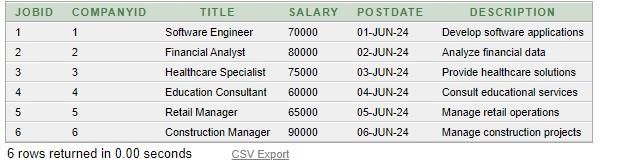 JOBID COMPANYID TITLE SALARY POSTDATE DESCRIPTION
1 1 Software Engineer 70000 01-JUN-24 Develop software applications
2 2 Financial Analyst 80000 02-JUN-24 Analyze financial data
3 3 Healthcare Specialist 75000 03-JUN-24 Provide healthcare solutions
4 4 Education Consultant 60000 04-JUN-24 Consult educational services
5 5 Retail Manager 65000 05-JUN-24 Manage retail operations
6 6 Construction Manager 90000 06-JUN-24 Manage construction projects
6 rows returned in 0.00 seconds CSV Export